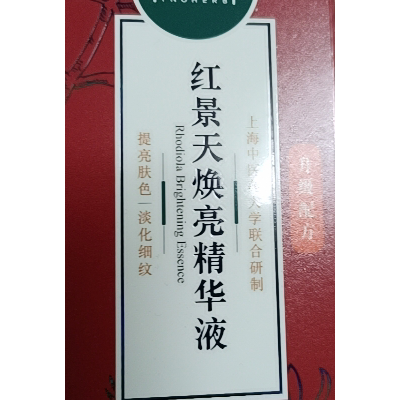 红景天焕亮精华液
Rhodiola Brightening Essence
提亮肤色|淡化细纹
上海中医药大学联合研制
升级配方